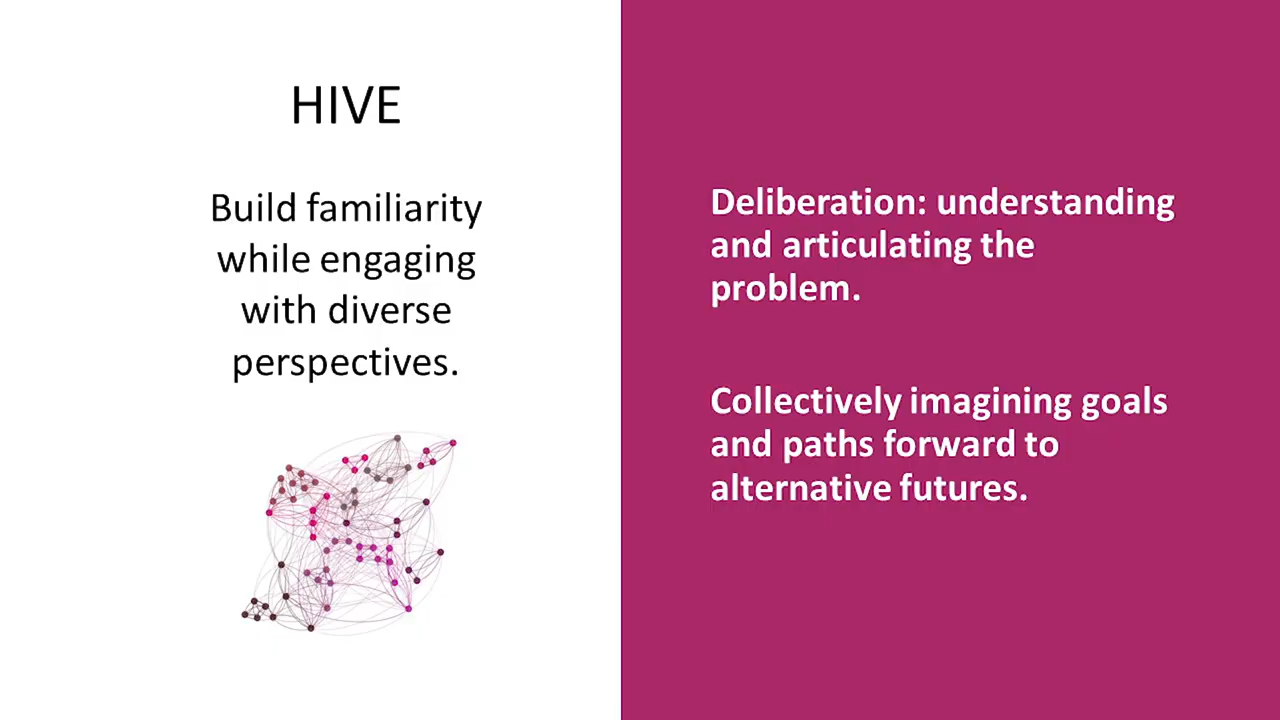 HIVE
Build familiarity
while engaging
with diverse
perspectives.
Deliberation: understanding
and articulating the
problem.
Collectively imagining goals
and paths forward to
alternative futures.